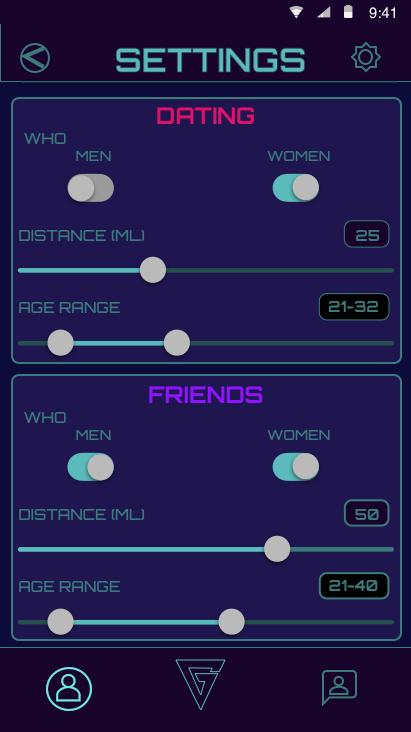 9:41
SETTINGS
DATING
WHO
MEN WOMEN
DISTANCE (ML) 25
AGE RANGE 21-32
FRIENDS
WHO
MEN WOMEN
DISTANCE (ML) 50
AGE RANGE 21-40